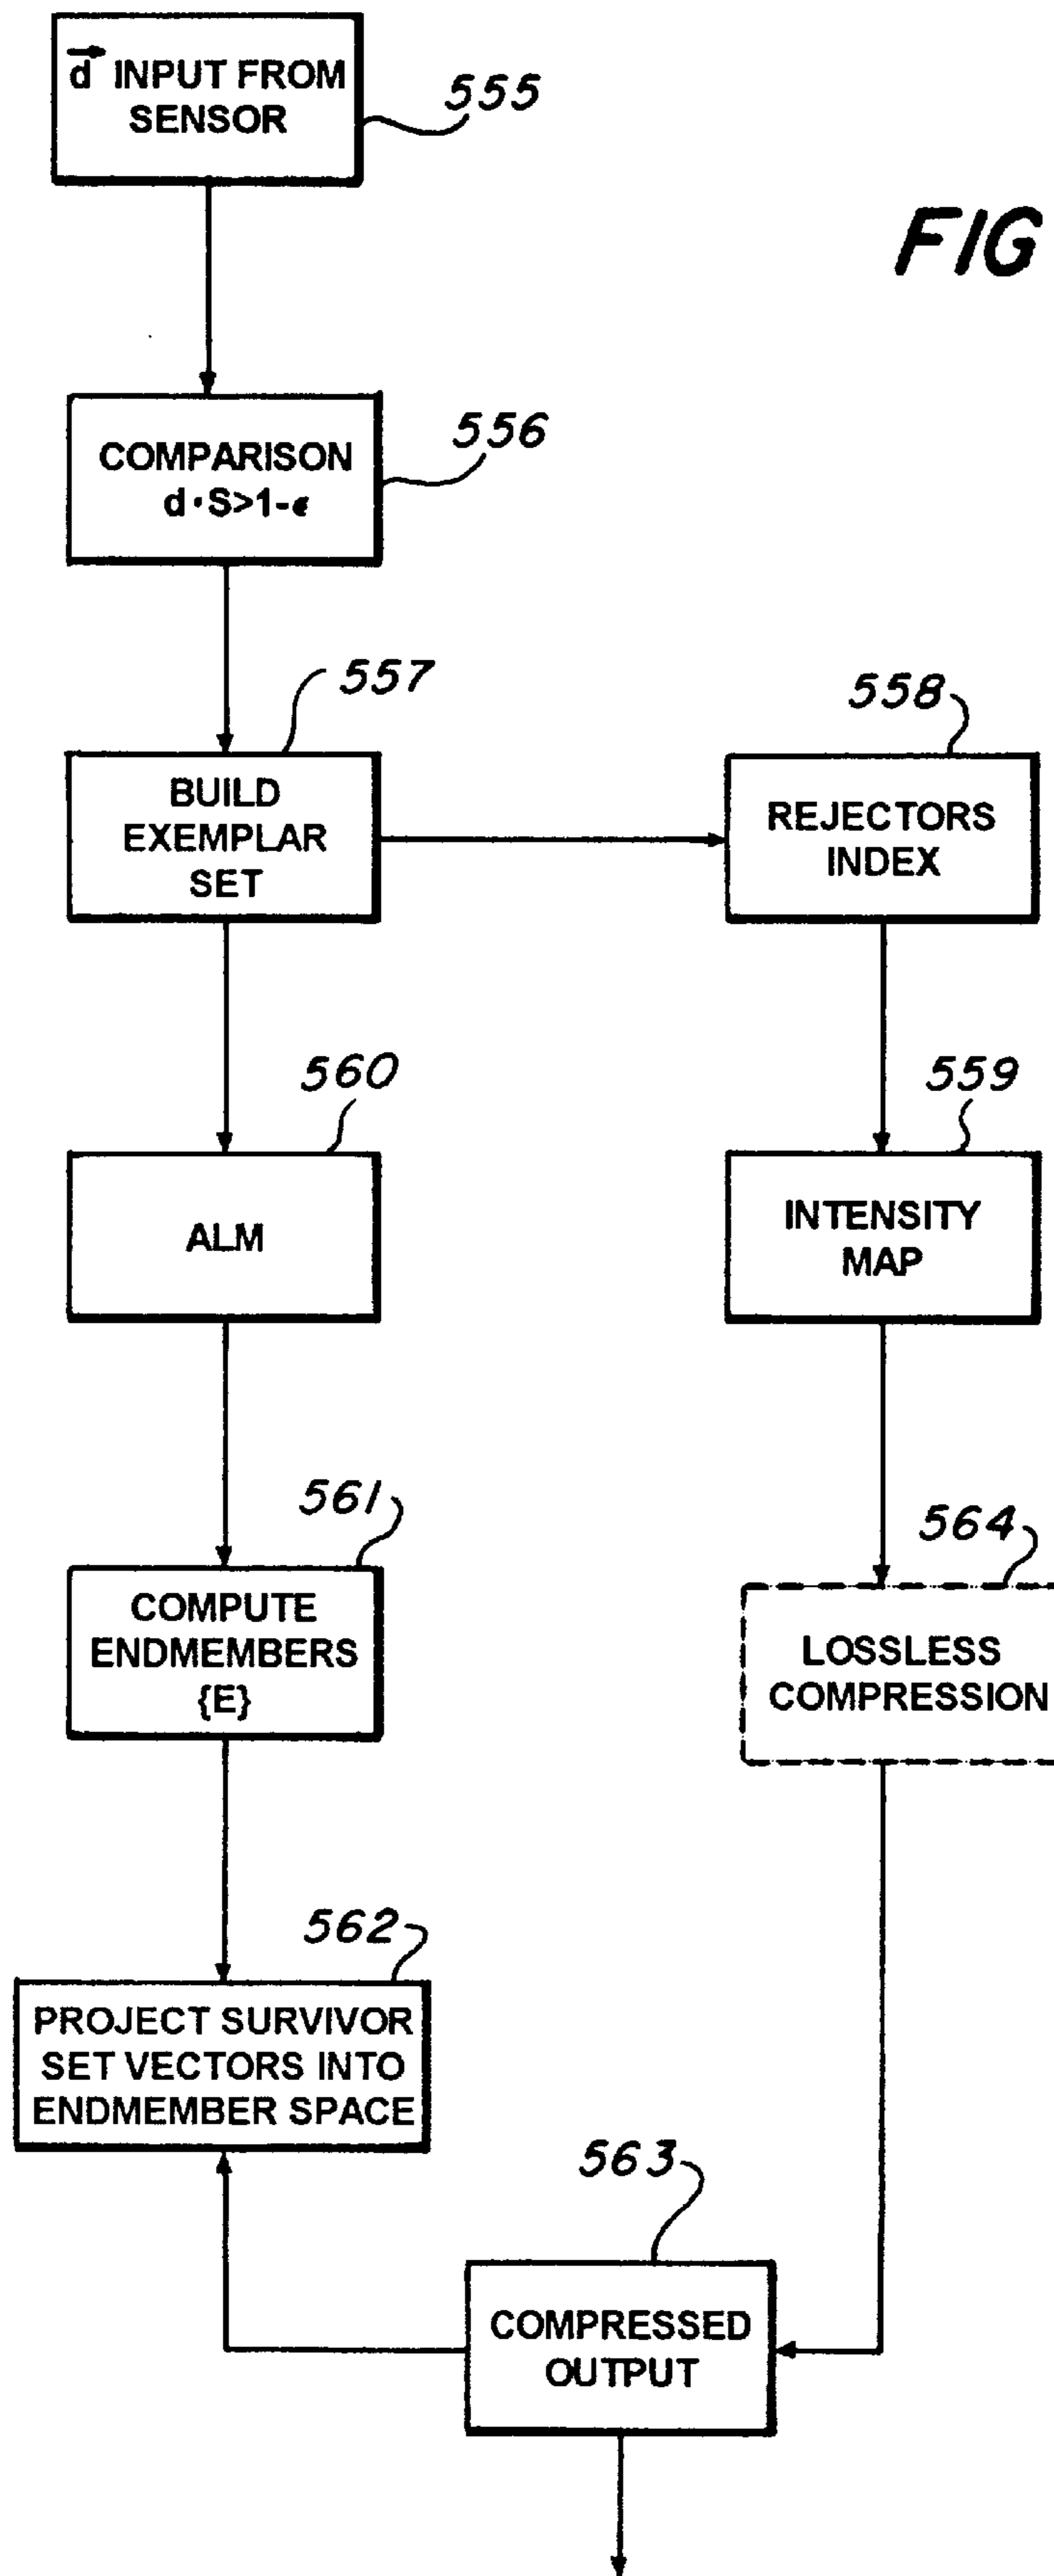 d INPUT FROM
SENSOR
555
FIG
COMPARISON
d·S>1-ϵ
556
557
BUILD
EXEMPLAR
SET
558
REJECTORS
INDEX
560
ALM
559
INTENSITY
MAP
561
COMPUTE
ENDMEMBERS
{E}
564
LOSSLESS
COMPRESSION
562
PROJECT SURVIVOR
SET VECTORS INTO
ENDMEMBER SPACE
563
COMPRESSED
OUTPUT